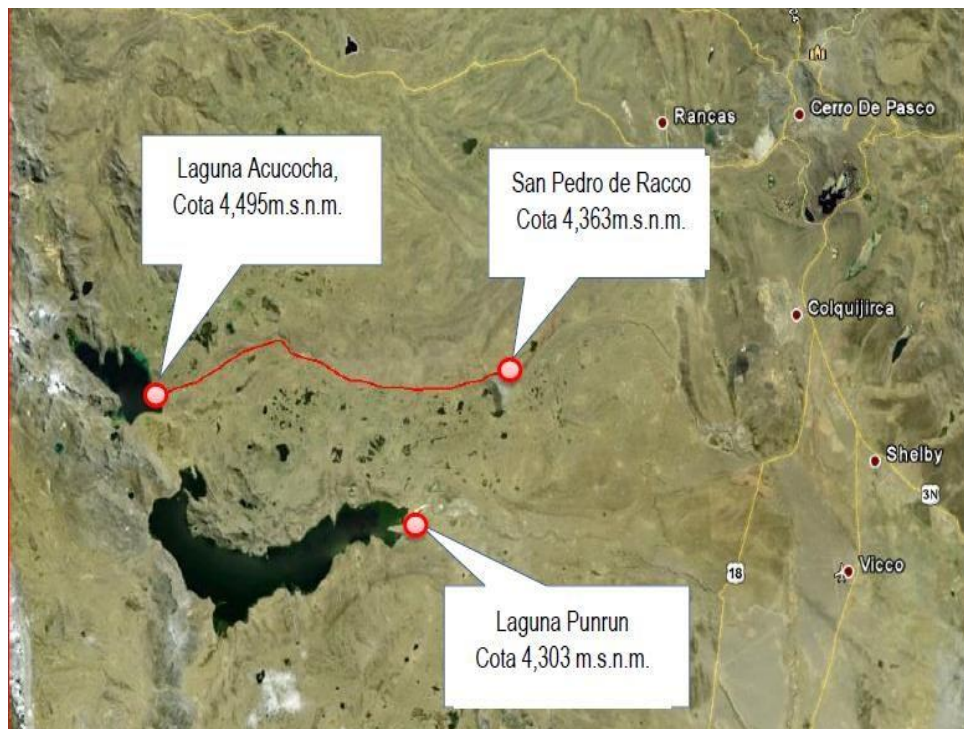 Rancas
Cerro De Pasco
Laguna Acucocha,
Cota 4,495m.s.n.m.
San Pedro de Racco
Cota 4,363m.s.n.m.
Colquijirca
Shelby
3N
18
Vicco
Laguna Punrun
Cota 4,303 m.s.n.m.